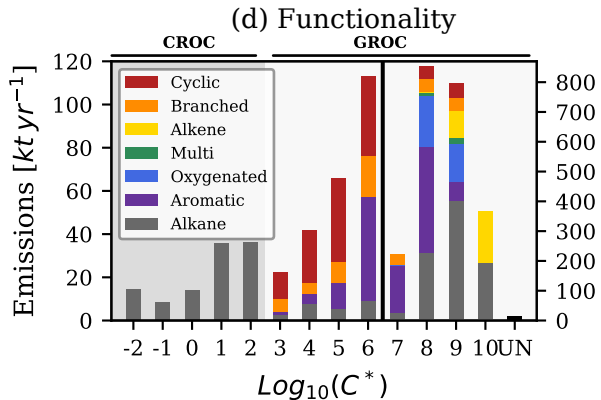 (d) Functionality
CROC GROC
Emissions [kt yr⁻¹]
120
100
80
60
40
20
0
Cyclic
Branched
Alkene
Multi
Oxygenated
Aromatic
Alkane
800
700
600
500
400
300
200
100
0
-2 -1 0 1 2 3 4 5 6 7 8 9 10 UN
Log₁₀(C*)